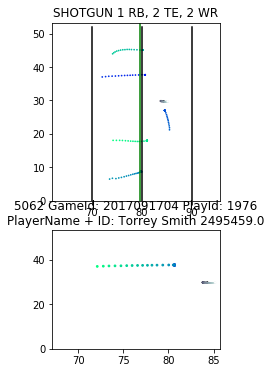 SHOTGUN 1 RB, 2 TE, 2 WR
50
40
30
20
10
0
70 80 90
5062 GameId: 2017091704 PlayId: 1976
PlayerName + ID: Torrey Smith 2495459.0
40
20
0
70 75 80 85